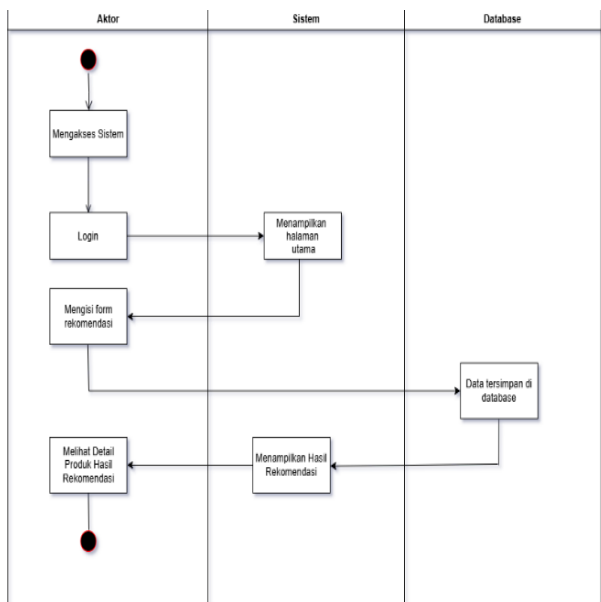 Aktor
Sistem
Database
Mengakses Sistem
Login
Menampilkan
halaman
utama
Mengisi form
rekomendasi
Data tersimpan di
database
Melihat Detail
Produk Hasil
Rekomendasi
Menampilkan Hasil
Rekomendasi